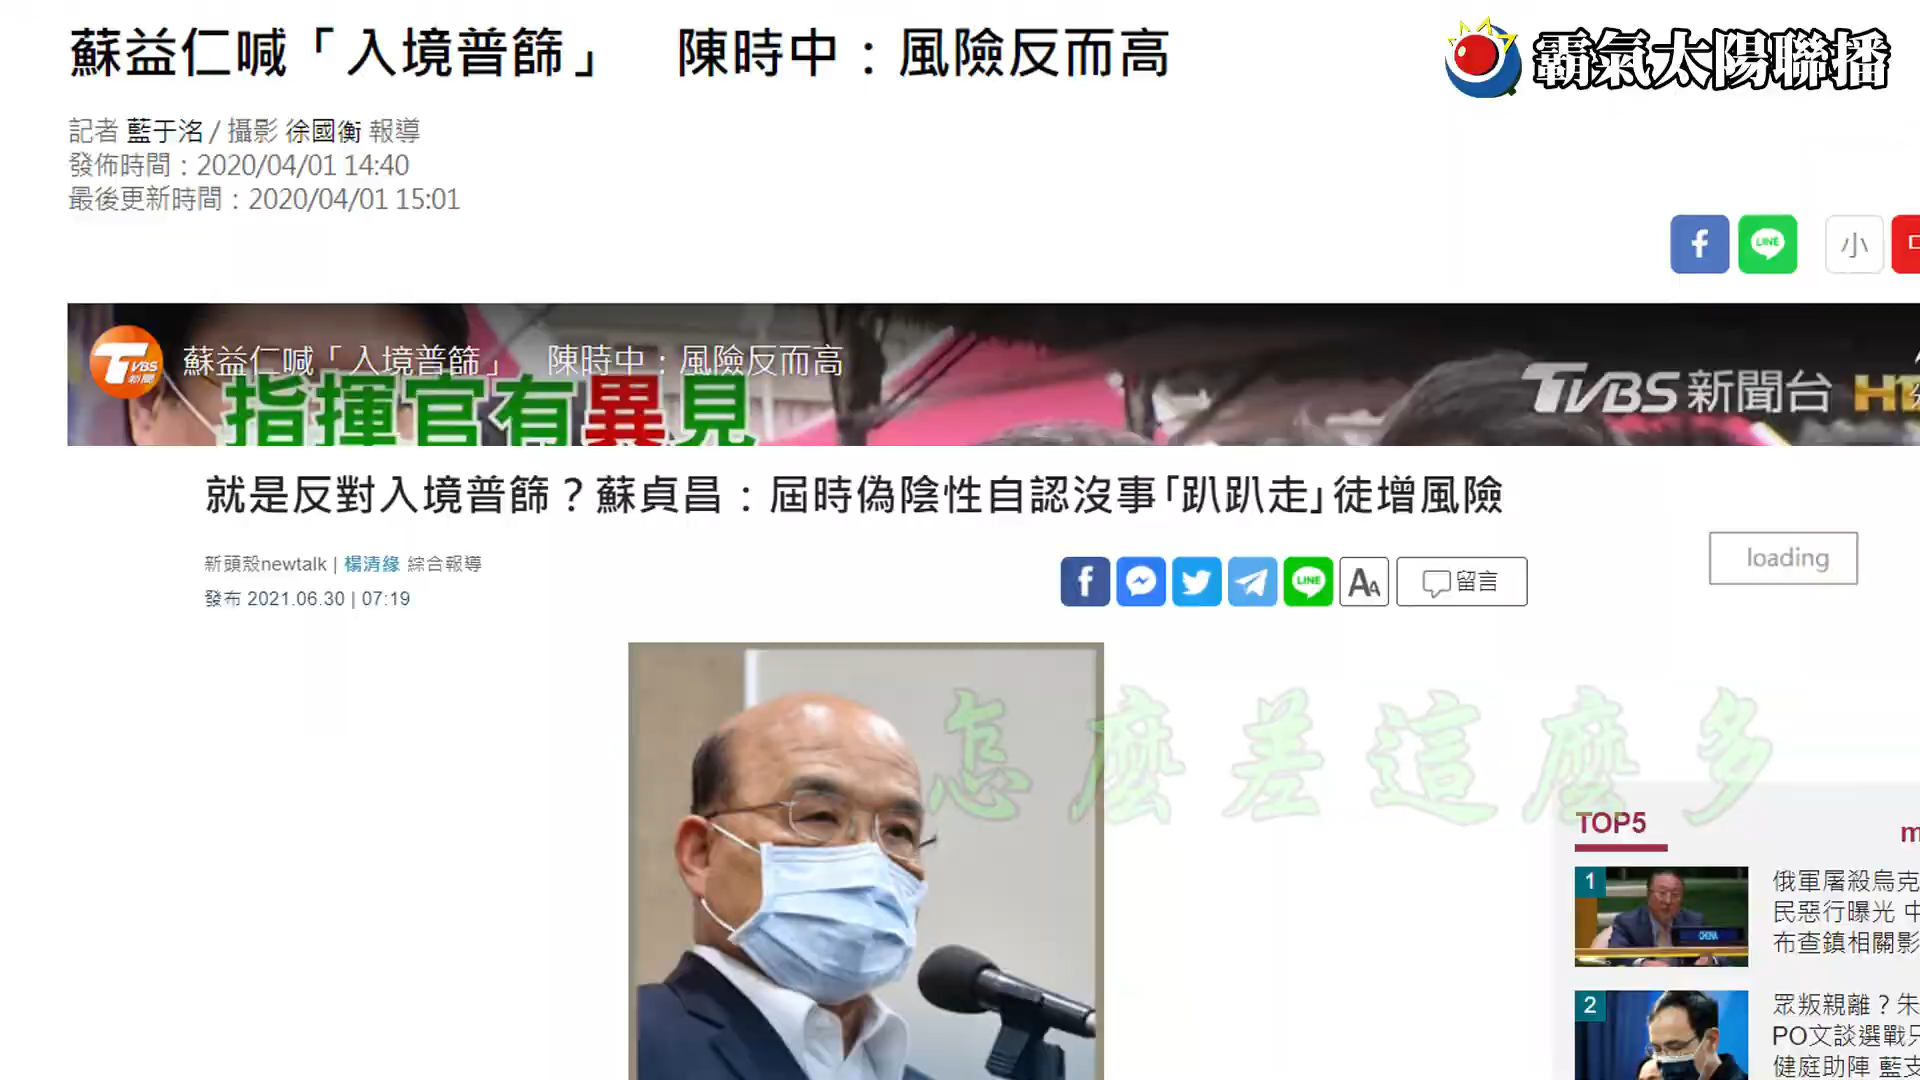 蘇益仁喊「入境普篩」　陳時中：風險反而高
霸氣太陽聯播
記者 藍于洺 / 攝影 徐國衡 報導
發佈時間：2020/04/01 14:40
最後更新時間：2020/04/01 15:01
f
LINE
小
TVBS
新聞
蘇益仁喊「入境普篩」　陳時中：風險反而高
指揮官有異見
TVBS新聞台
就是反對入境普篩？蘇貞昌：屆時偽陰性自認沒事「趴趴走」徒增風險
新頭殼newtalk | 楊清緣 綜合報導
發布 2021.06.30 | 07:19
f
LINE
AA
留言
loading
怎麼差這麼多
TOP5
1
CHINA
俄軍屠殺烏克
民惡行曝光
布查鎮相關影
2
眾叛親離？朱
PO文談選戰
健庭助陣 藍支